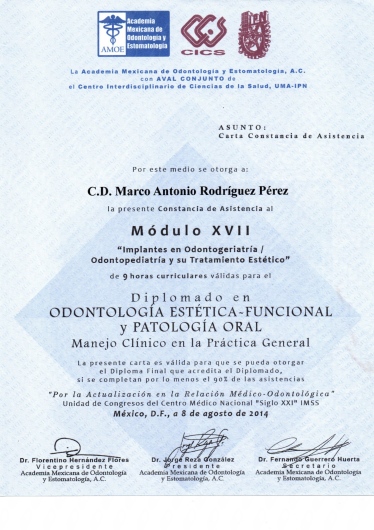 Academia
Mexicana de
Odontología y
Estomatología
AMOE
CICS
La Academia Mexicana de Odontología y Estomatología, A.C.
con AVAL CONJUNTO de
el Centro Interdisciplinario de Ciencias de la Salud, UMA-IPN
ASUNTO:
Carta Constancia de Asistencia
Por este medio se otorga a:
C.D. Marco Antonio Rodríguez Pérez
la presente Constancia de Asistencia al
Módulo XVII
"Implantes en Odontogeriatría /
Odontopediatría y su Tratamiento Estético"
de 9 horas curriculares válidas para el
Diplomado en
ODONTOLOGÍA ESTÉTICA-FUNCIONAL
y PATOLOGÍA ORAL
Manejo Clínico en la Práctica General
La presente carta es válida para que se pueda otorgar
el Diploma Final que acredita el Diplomado,
si se completan por lo menos el 90% de las asistencias
"Por la Actualización en la Relación Médico-Odontológica"
Unidad de Congresos del Centro Médico Nacional "Siglo XXI" IMSS
México, D.F., a 8 de agosto de 2014
Dr. Florentino Hernández Flores
Vicepresidente
Academia Mexicana de Odontología
y Estomatología, A.C.
Dr. Jorge Reza González
Presidente
Academia Mexicana de Odontología
y Estomatología, A.C.
Dr. Fernando Guerrero Huerta
Secretario
Academia Mexicana de Odontología
y Estomatología, A.C.